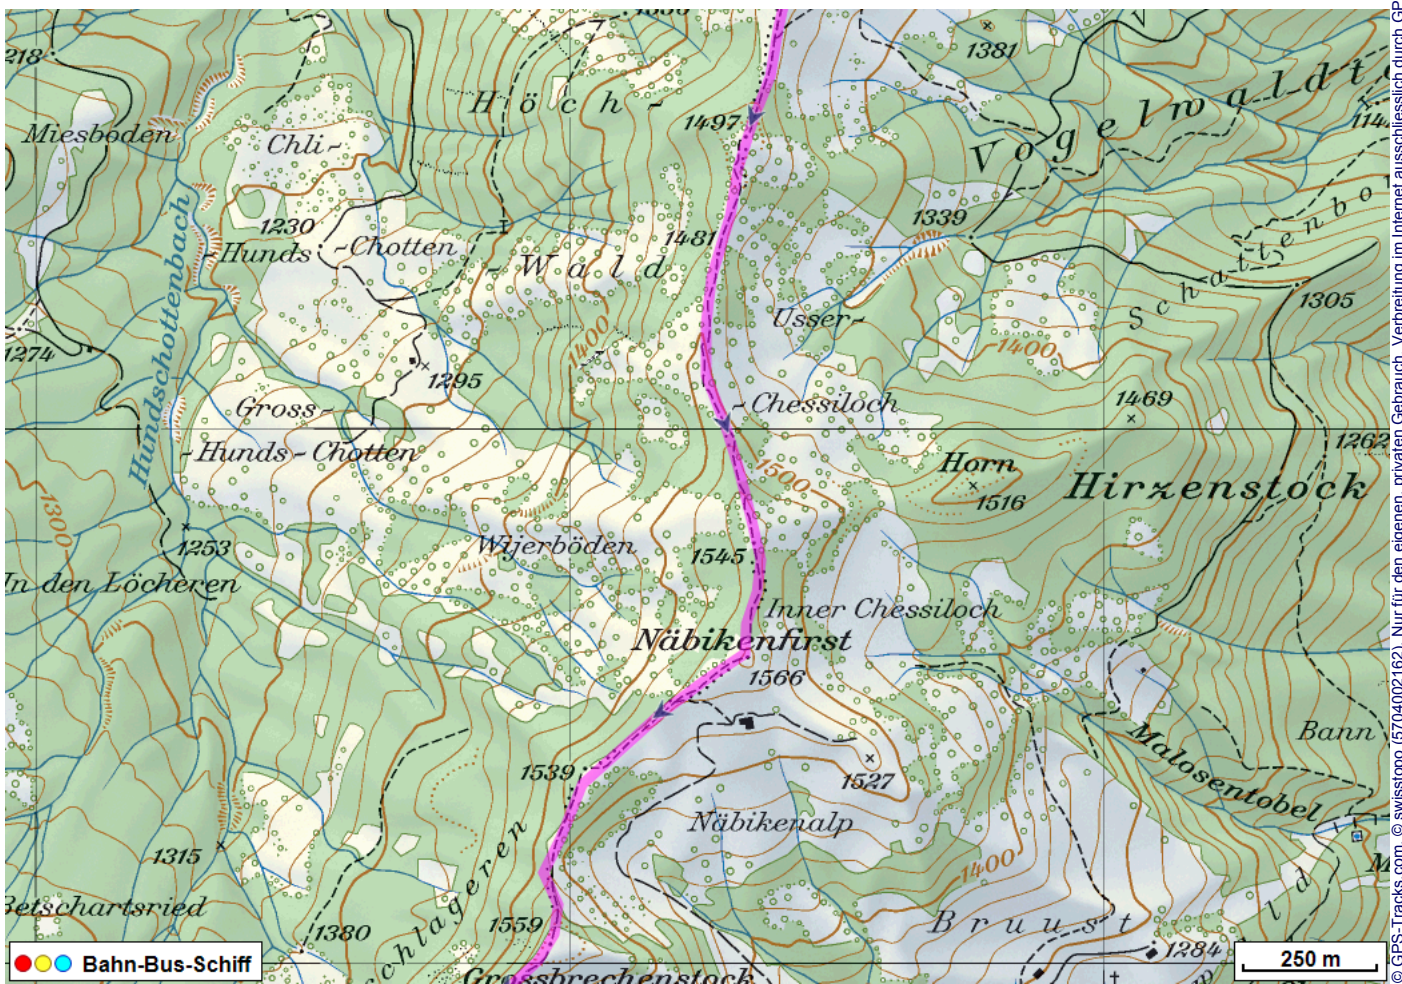 218
1381
Vogelwaldt
Höch-
1497
Miesboden
Chli-
1230
Hunds
-Chotten
-Wald
1481
1339
Schattenbo
1305
Usser-
1400
1400
1274
1295
Hundschottenbach
Gross-
-Hunds-Chotten
-Chessiloch
1469
1262
1500
Horn
1516
Hirzenstock
1300
1253
Wijerböden
1545
In den Löcheren
Inner Chessiloch
Näbikenfirst
1566
Bann
Malosentobel
1539
1527
Näbikenalp
1315
1400
Betschartsried
1380
1559
Bruust
1284
Grossbrechenstock
Bahn-Bus-Schiff
250 m
© GPS-Tracks.com, © swisstopo (5704002162), Nur für den eigenen, privaten Gebrauch. Verbreitung im Internet ausschliesslich durch GP